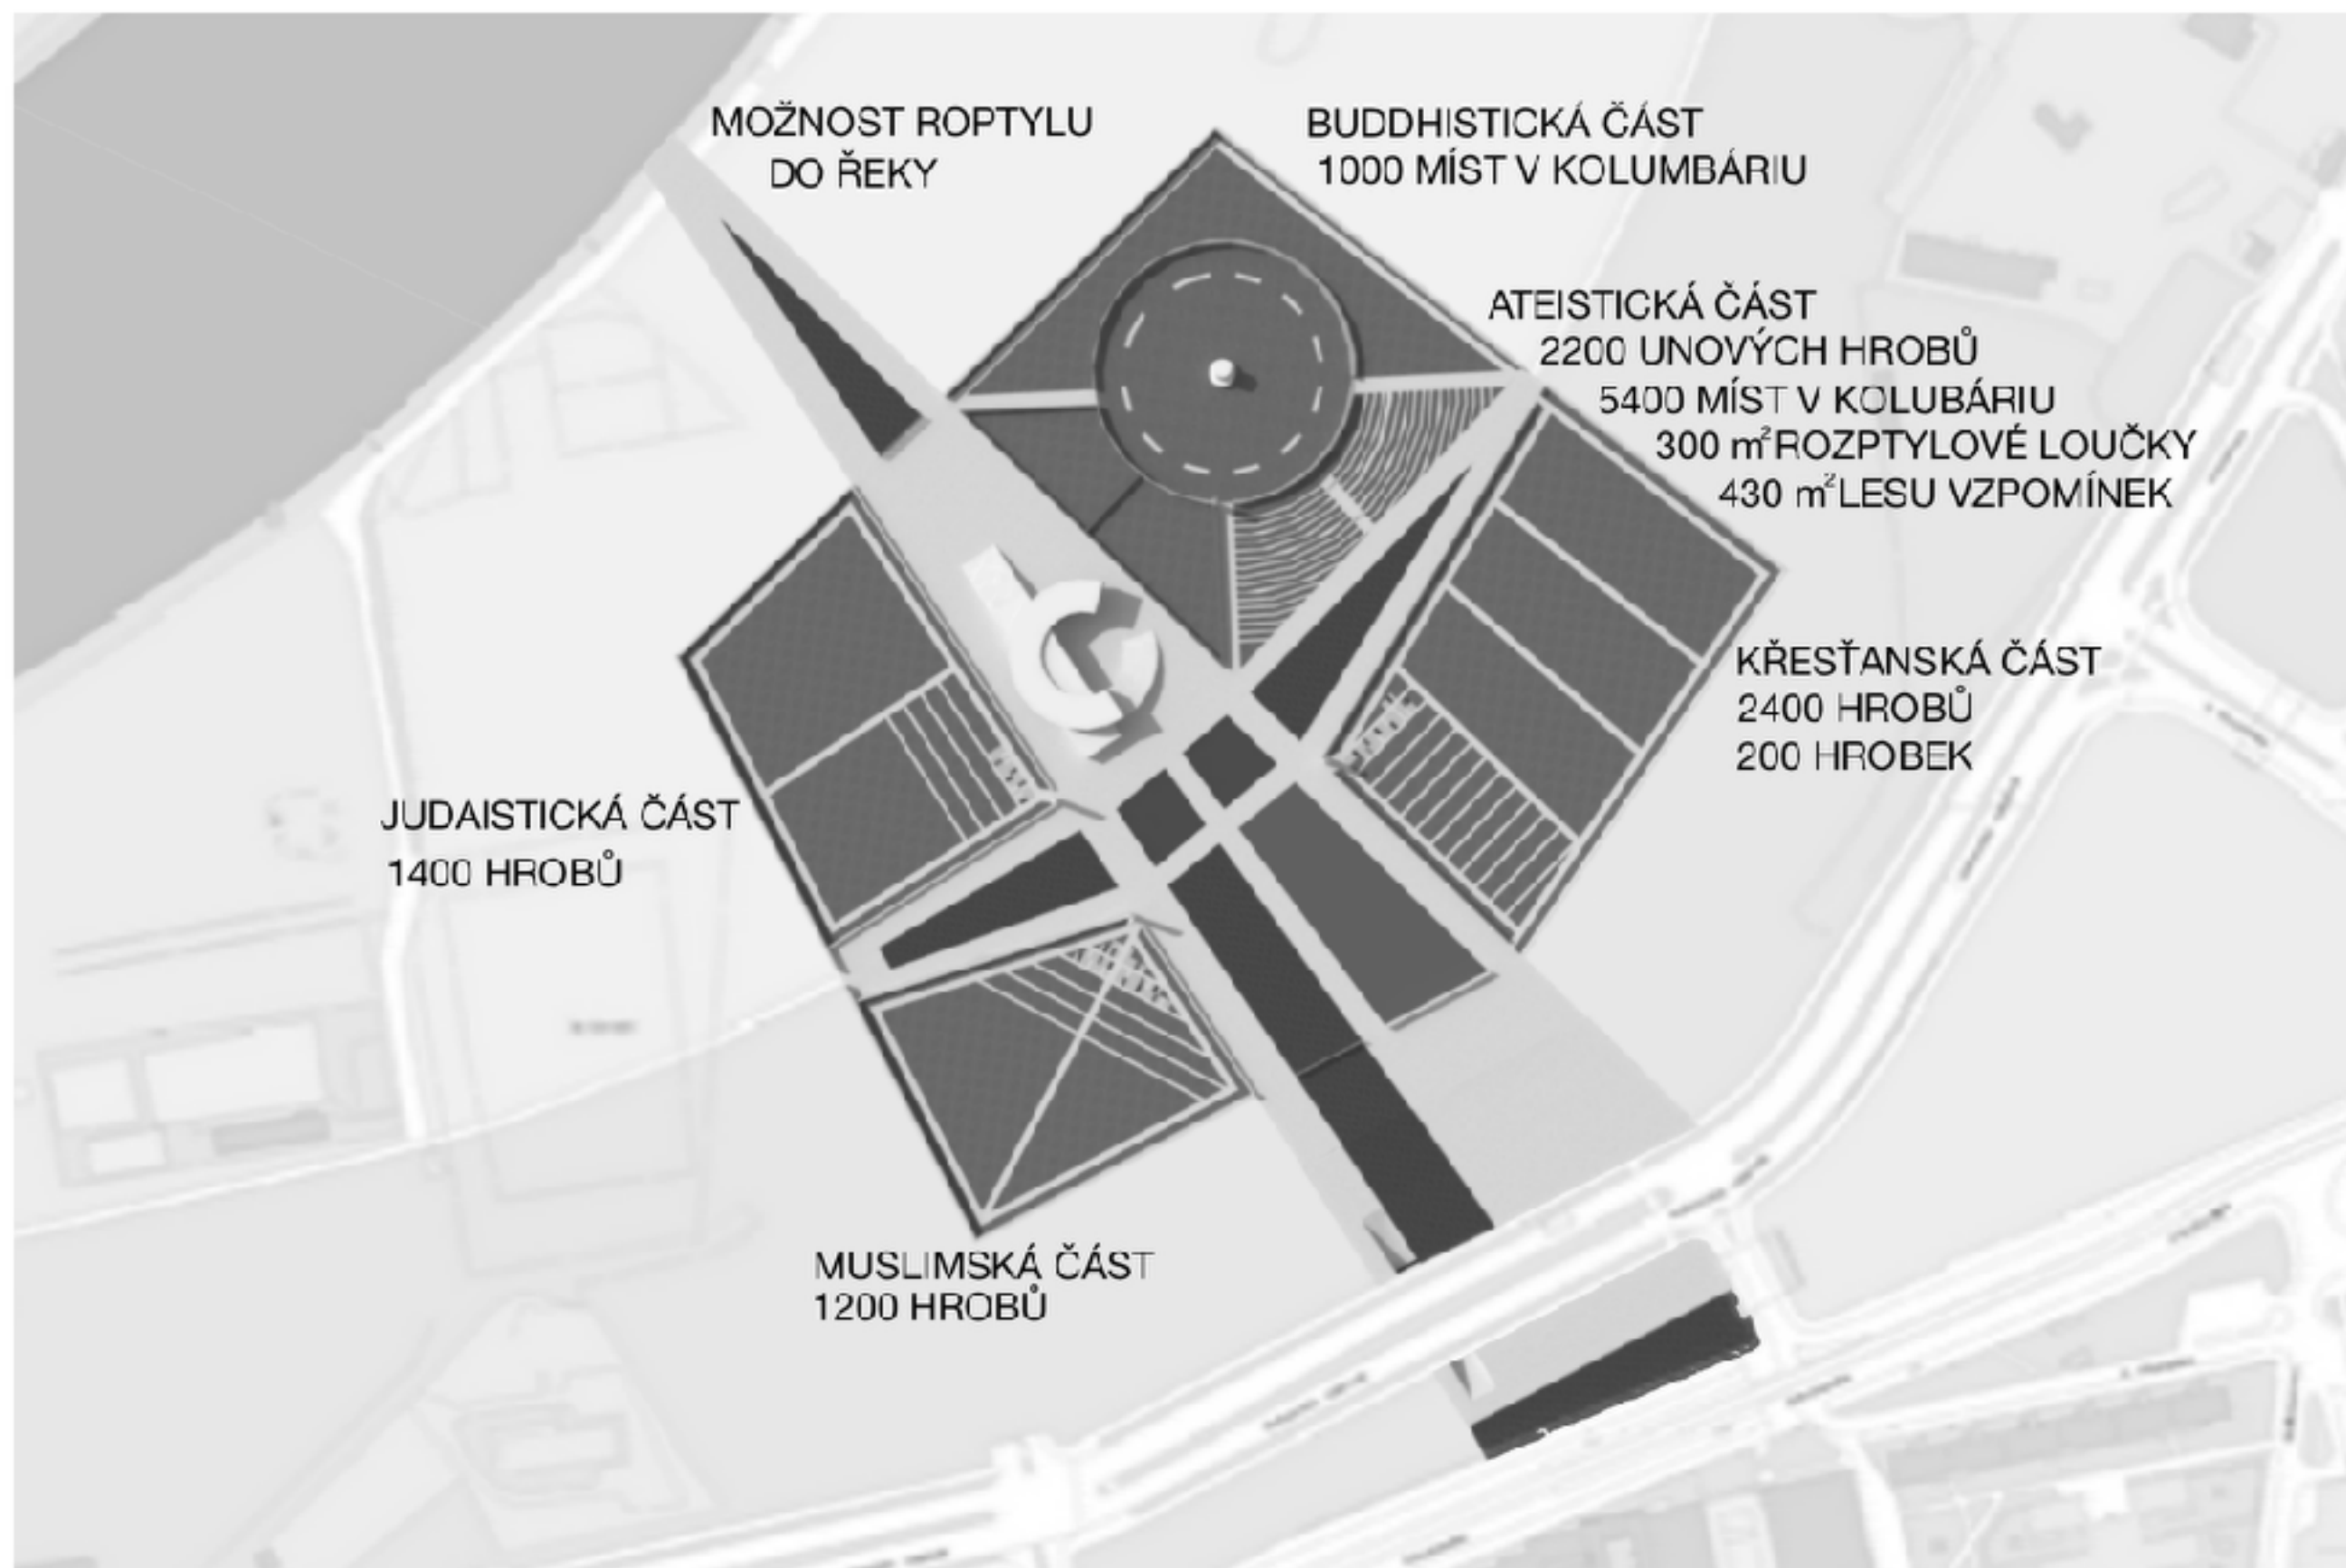 MOŽNOST ROPTYLU
DO ŘEKY
BUDDHISTICKÁ ČÁST
1000 MÍST V KOLUMBÁRIU
ATEISTICKÁ ČÁST
2200 UNOVÝCH HROBŮ
5400 MÍST V KOLUBÁRIU
300 m² ROZPTYLOVÉ LOUČKY
430 m² LESU VZPOMÍNEK
KŘESŤANSKÁ ČÁST
2400 HROBŮ
200 HROBEK
JUDAISTICKÁ ČÁST
1400 HROBŮ
MUSLIMSKÁ ČÁST
1200 HROBŮ